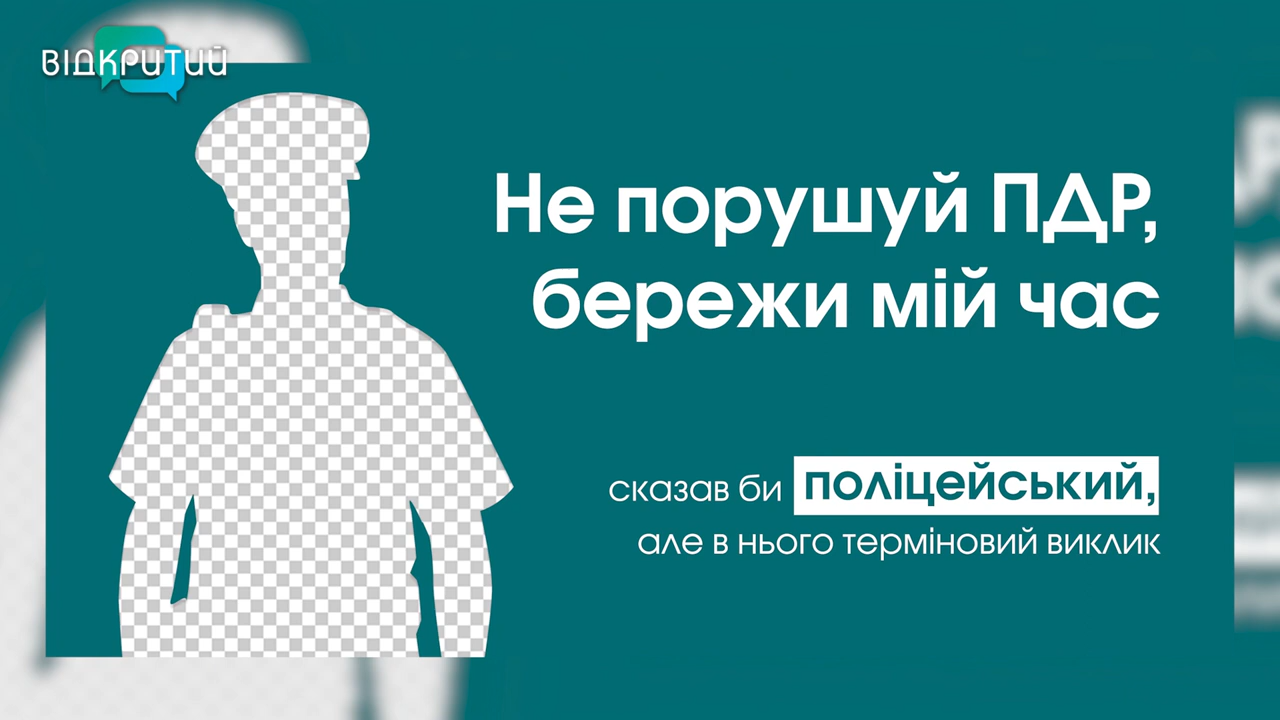 ВІДКРИТИЙ
Не порушуй ПДР,
бережи мій час
сказав би поліцейський,
але в нього терміновий виклик